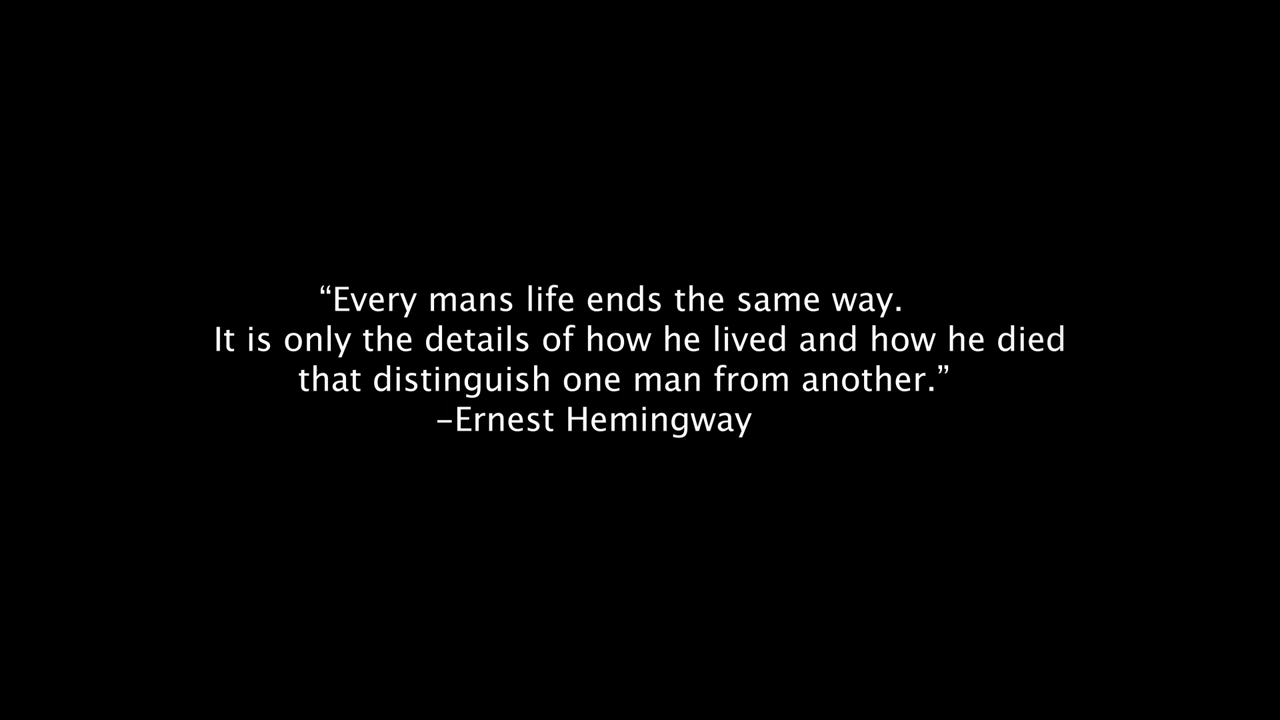 “Every mans life ends the same way.
It is only the details of how he lived and how he died
that distinguish one man from another.”
–Ernest Hemingway